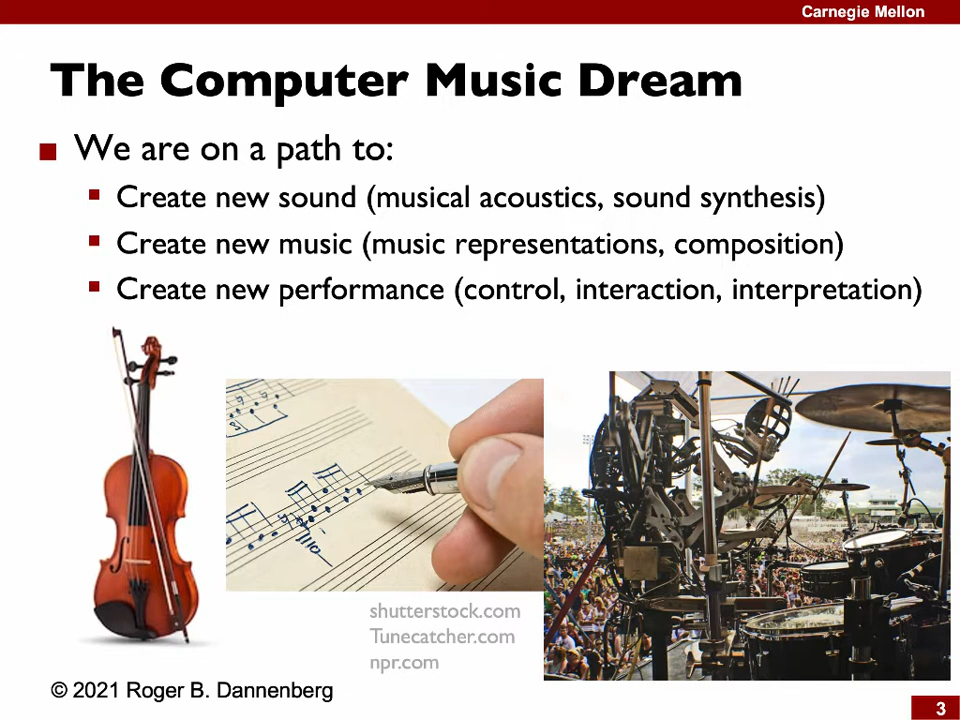 Carnegie Mellon
The Computer Music Dream
We are on a path to:
Create new sound (musical acoustics, sound synthesis)
Create new music (music representations, composition)
Create new performance (control, interaction, interpretation)
shutterstock.com
Tunecatcher.com
npr.com
© 2021 Roger B. Dannenberg
3